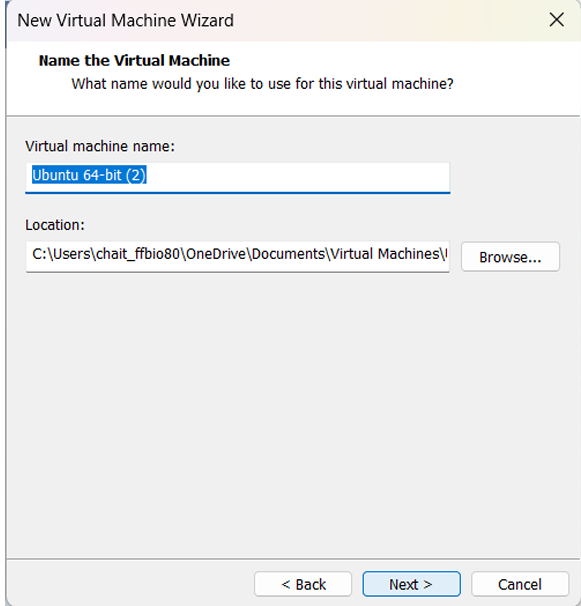 New Virtual Machine Wizard
Name the Virtual Machine
What name would you like to use for this virtual machine?
Virtual machine name:
Ubuntu 64-bit (2)
Location:
C:\Users\chait_ffbio80\OneDrive\Documents\Virtual Machines\
Browse...
< Back
Next >
Cancel